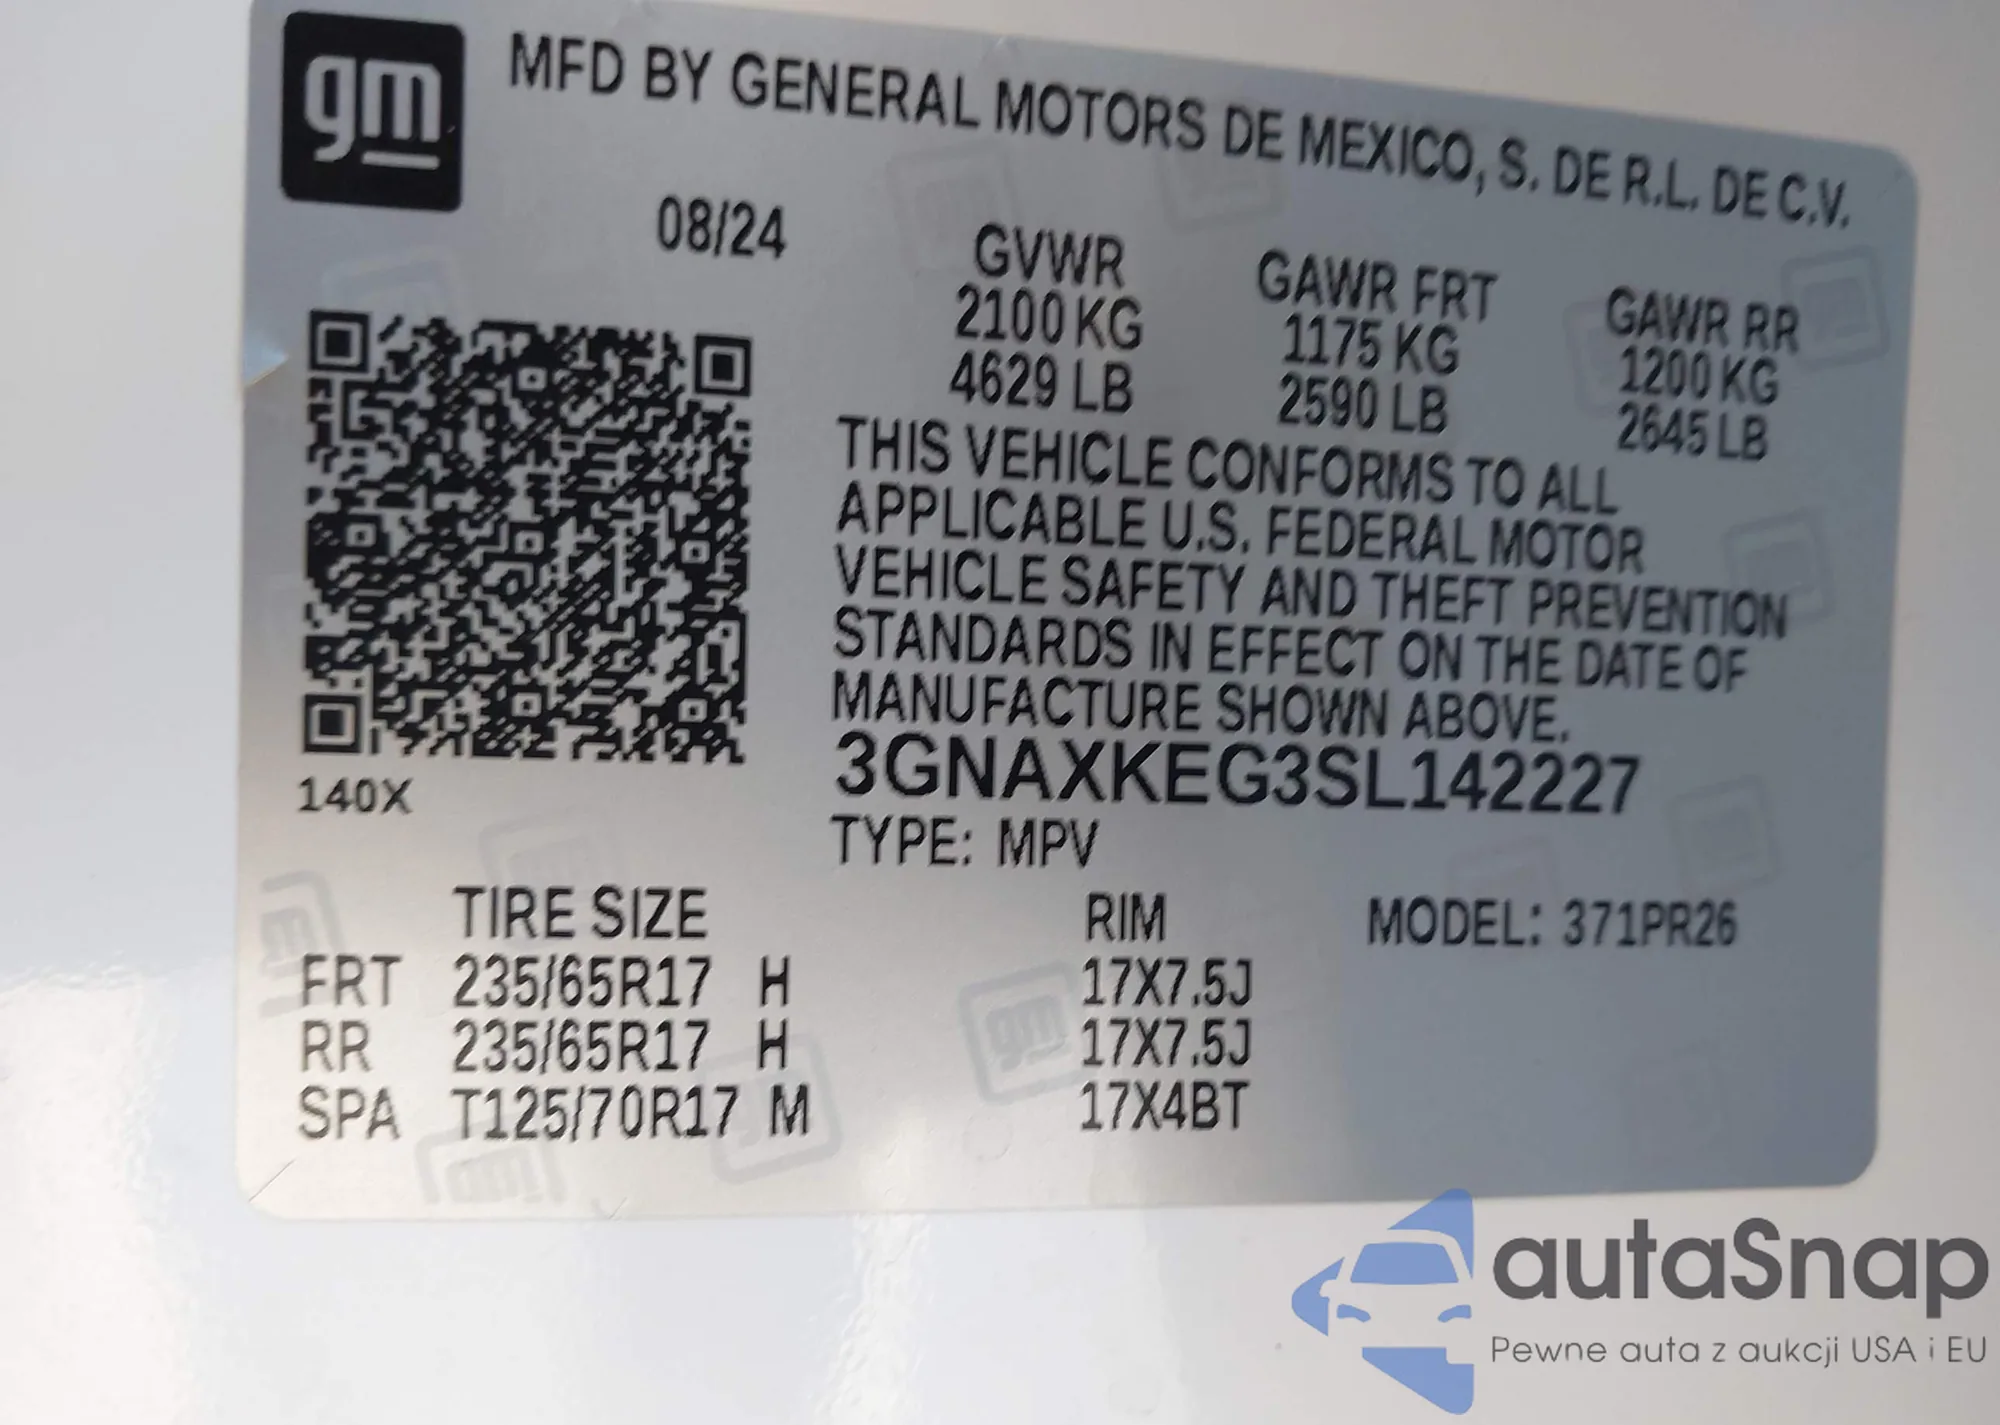 gm
MFD BY GENERAL MOTORS DE MEXICO, S. DE R.L. DE C.V.
08/24
GVWR GAWR FRT GAWR RR
2100 KG 1175 KG 1200 KG
4629 LB 2590 LB 2645 LB
THIS VEHICLE CONFORMS TO ALL
APPLICABLE U.S. FEDERAL MOTOR
VEHICLE SAFETY AND THEFT PREVENTION
STANDARDS IN EFFECT ON THE DATE OF
MANUFACTURE SHOWN ABOVE.
3GNAXKEG3SL142227
140X
TYPE: MPV
TIRE SIZE RIM MODEL: 371PR26
FRT 235/65R17 H 17X7.5J
RR 235/65R17 H 17X7.5J
SPA T125/70R17 M 17X4BT
autaSnap
Pewne auta z aukcji USA i EU